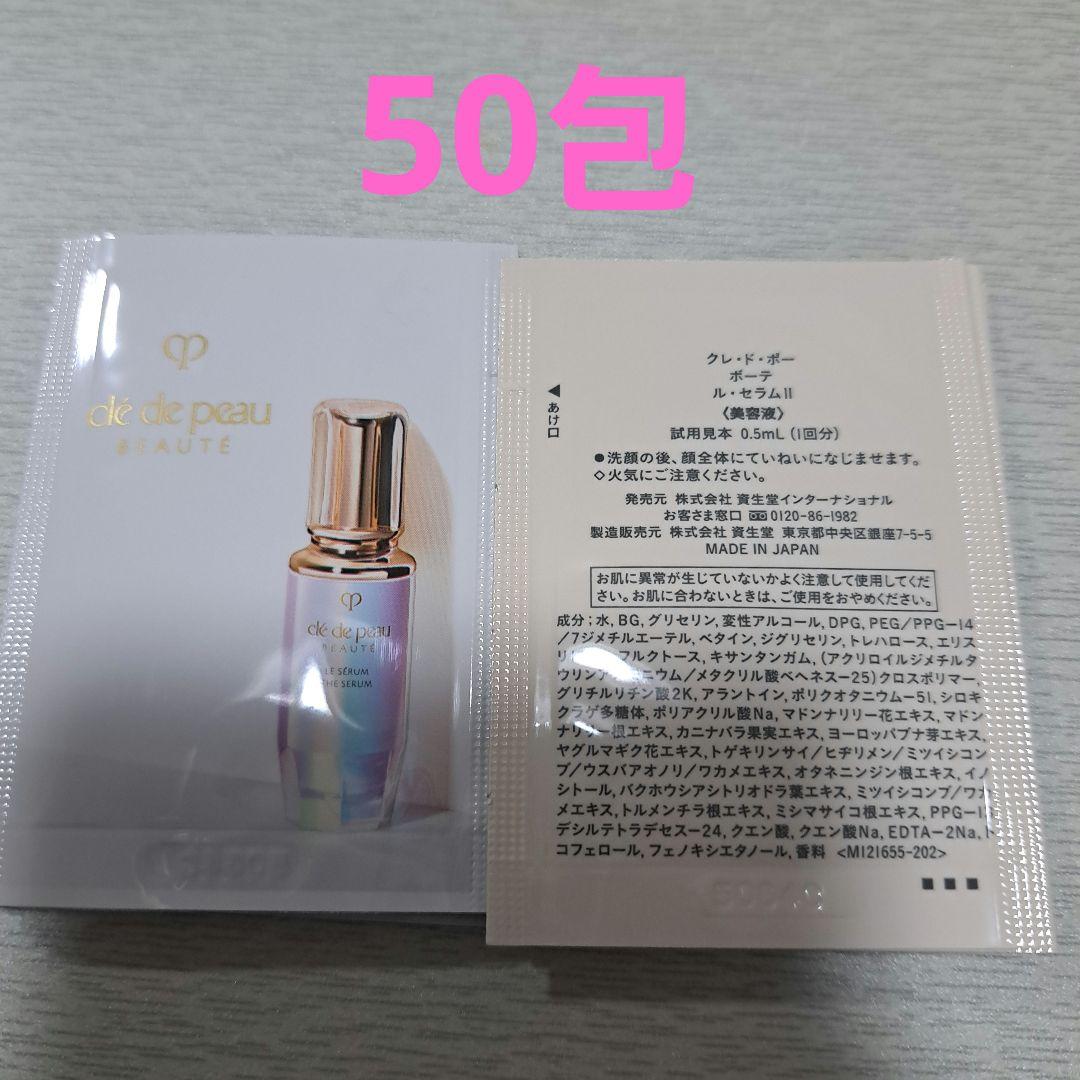 50包
clé de peau
BEAUTÉ
clé de peau
BEAUTÉ
LE SÉRUM
THE SERUM
あけ口
クレ・ド・ポー
ボーテ
ル・セラムII
〈美容液〉
試用見本 0.5mL (1回分)
●洗顔の後、顔全体にていねいになじませます。
◇火気にご注意ください。
発売元 株式会社 資生堂インターナショナル
お客さま窓口 0120-86-1982
製造販売元 株式会社 資生堂 東京都中央区銀座7-5-5
MADE IN JAPAN
お肌に異常が生じていないかよく注意して使用してくだ
さい。お肌に合わないときは、ご使用をおやめください。
成分;水, BG, グリセリン, 変性アルコール, DPG, PEG/PPG-14
/7ジメチルエーテル, ベタイン, ジグリセリン, トレハロース, エリス
フルクトース, キサンタンガム, (アクリロイルジメチルタ
ウリンアンモニウム/メタクリル酸ベヘネス-25)クロスポリマー,
グリチルリチン酸2K, アラントイン, ポリクオタニウム-51, シロキ
クラゲ多糖体, ポリアクリル酸Na, マドンナリリー花エキス, マドン
ナリリー根エキス, カニナバラ果実エキス, ヨーロッパブナ芽エキス,
ヤグルマギク花エキス, トゲキリンサイ/ヒヂリメン/ミツイシコン
ブ/ウスバアオノリ/ワカメエキス, オタネニンジン根エキス, イノ
シトール, バクホウシアシトリオドラ葉エキス, ミツイシコンブ/ワカ
メエキス, トルメンチラ根エキス, ミシマサイコ根エキス, PPG-1
デシルテトラデセス-24, クエン酸, クエン酸Na, EDTA-2Na, ト
コフェロール, フェノキシエタノール, 香料 <M121655-202>